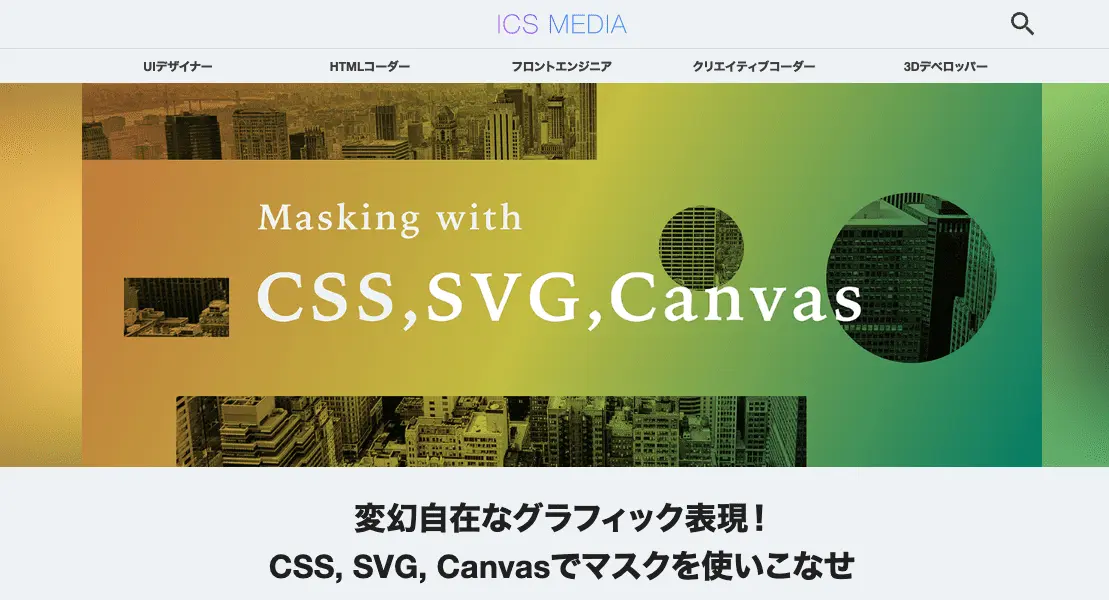 ICS MEDIA
UIデザイナー
HTMLコーダー
フロントエンジニア
クリエイティブコーダー
3Dデベロッパー
Masking with
CSS,SVG,Canvas
変幻自在なグラフィック表現！
CSS, SVG, Canvasでマスクを使いこなせ